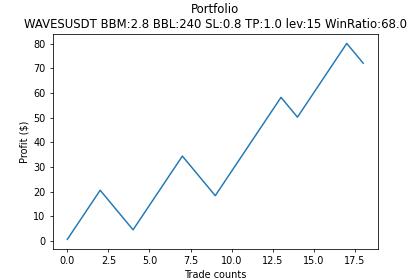 Portfolio
WAVESUSDT BBM:2.8 BBL:240 SL:0.8 TP:1.0 lev:15 WinRatio:68.0
80
70
60
50
40
30
20
10
0
Profit ($)
0.0 2.5 5.0 7.5 10.0 12.5 15.0 17.5
Trade counts